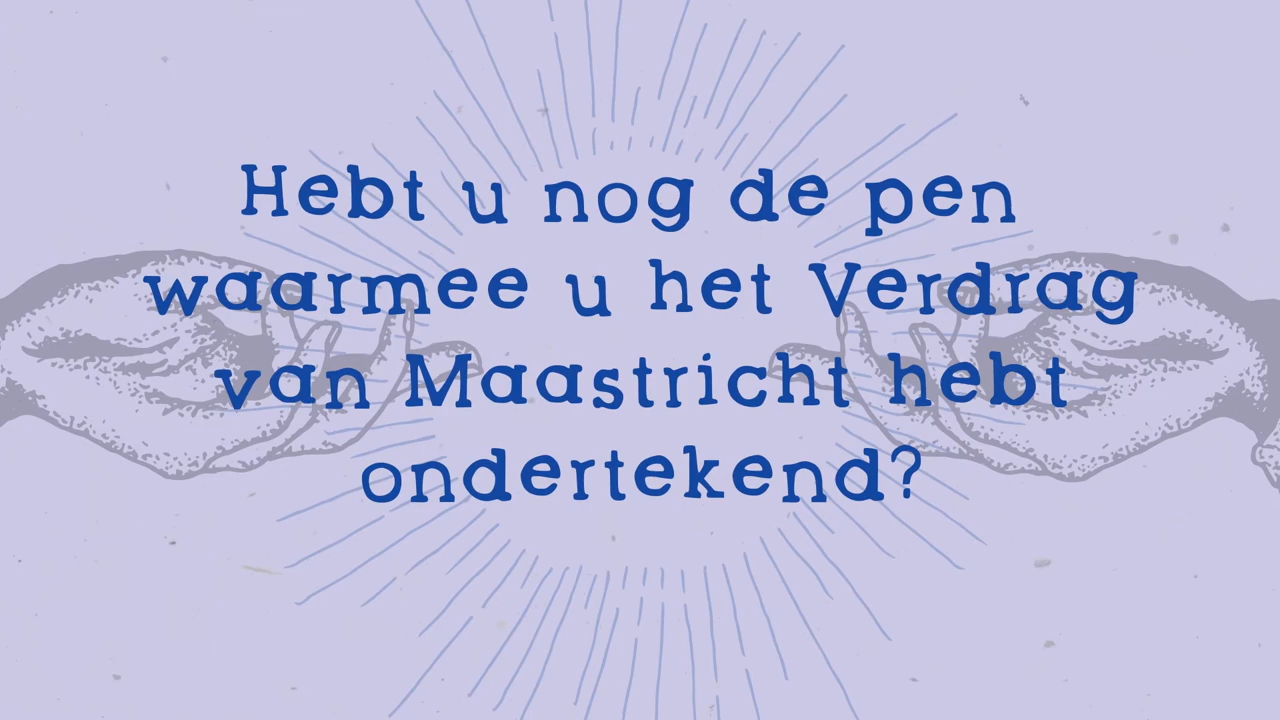 Hebt u nog de pen
waarmee u het Verdrag
van Maastricht hebt
ondertekend?